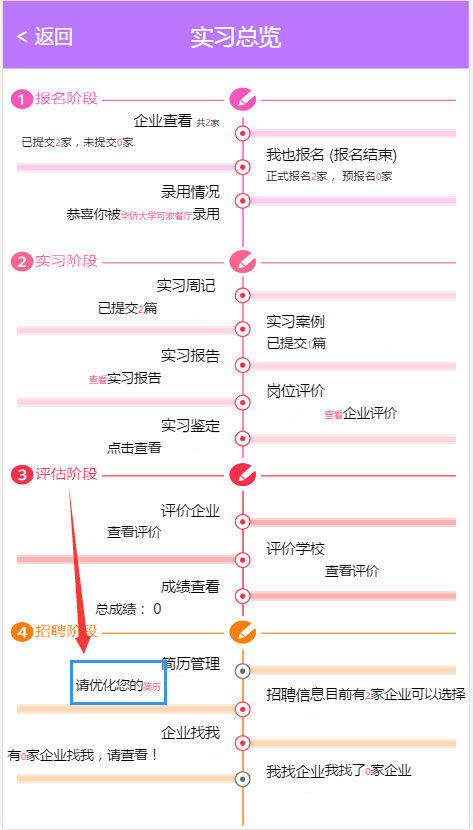 < 返回
实习总览
1 报名阶段
企业查看 共2家
已提交2家，未提交0家
我也报名 (报名结束)
正式报名2家， 预报名0家
录用情况
恭喜你被华侨大学可浓餐厅录用
2 实习阶段
实习周记
已提交2篇
实习案例
已提交1篇
实习报告
查看实习报告
岗位评价
查看企业评价
实习鉴定
点击查看
3 评估阶段
评价企业
查看评价
评价学校
查看评价
成绩查看
总成绩： 0
4 招聘阶段
简历管理
请优化您的简历
招聘信息目前有2家企业可以选择
企业找我
有0家企业找我，请查看！
我找企业我找了0家企业